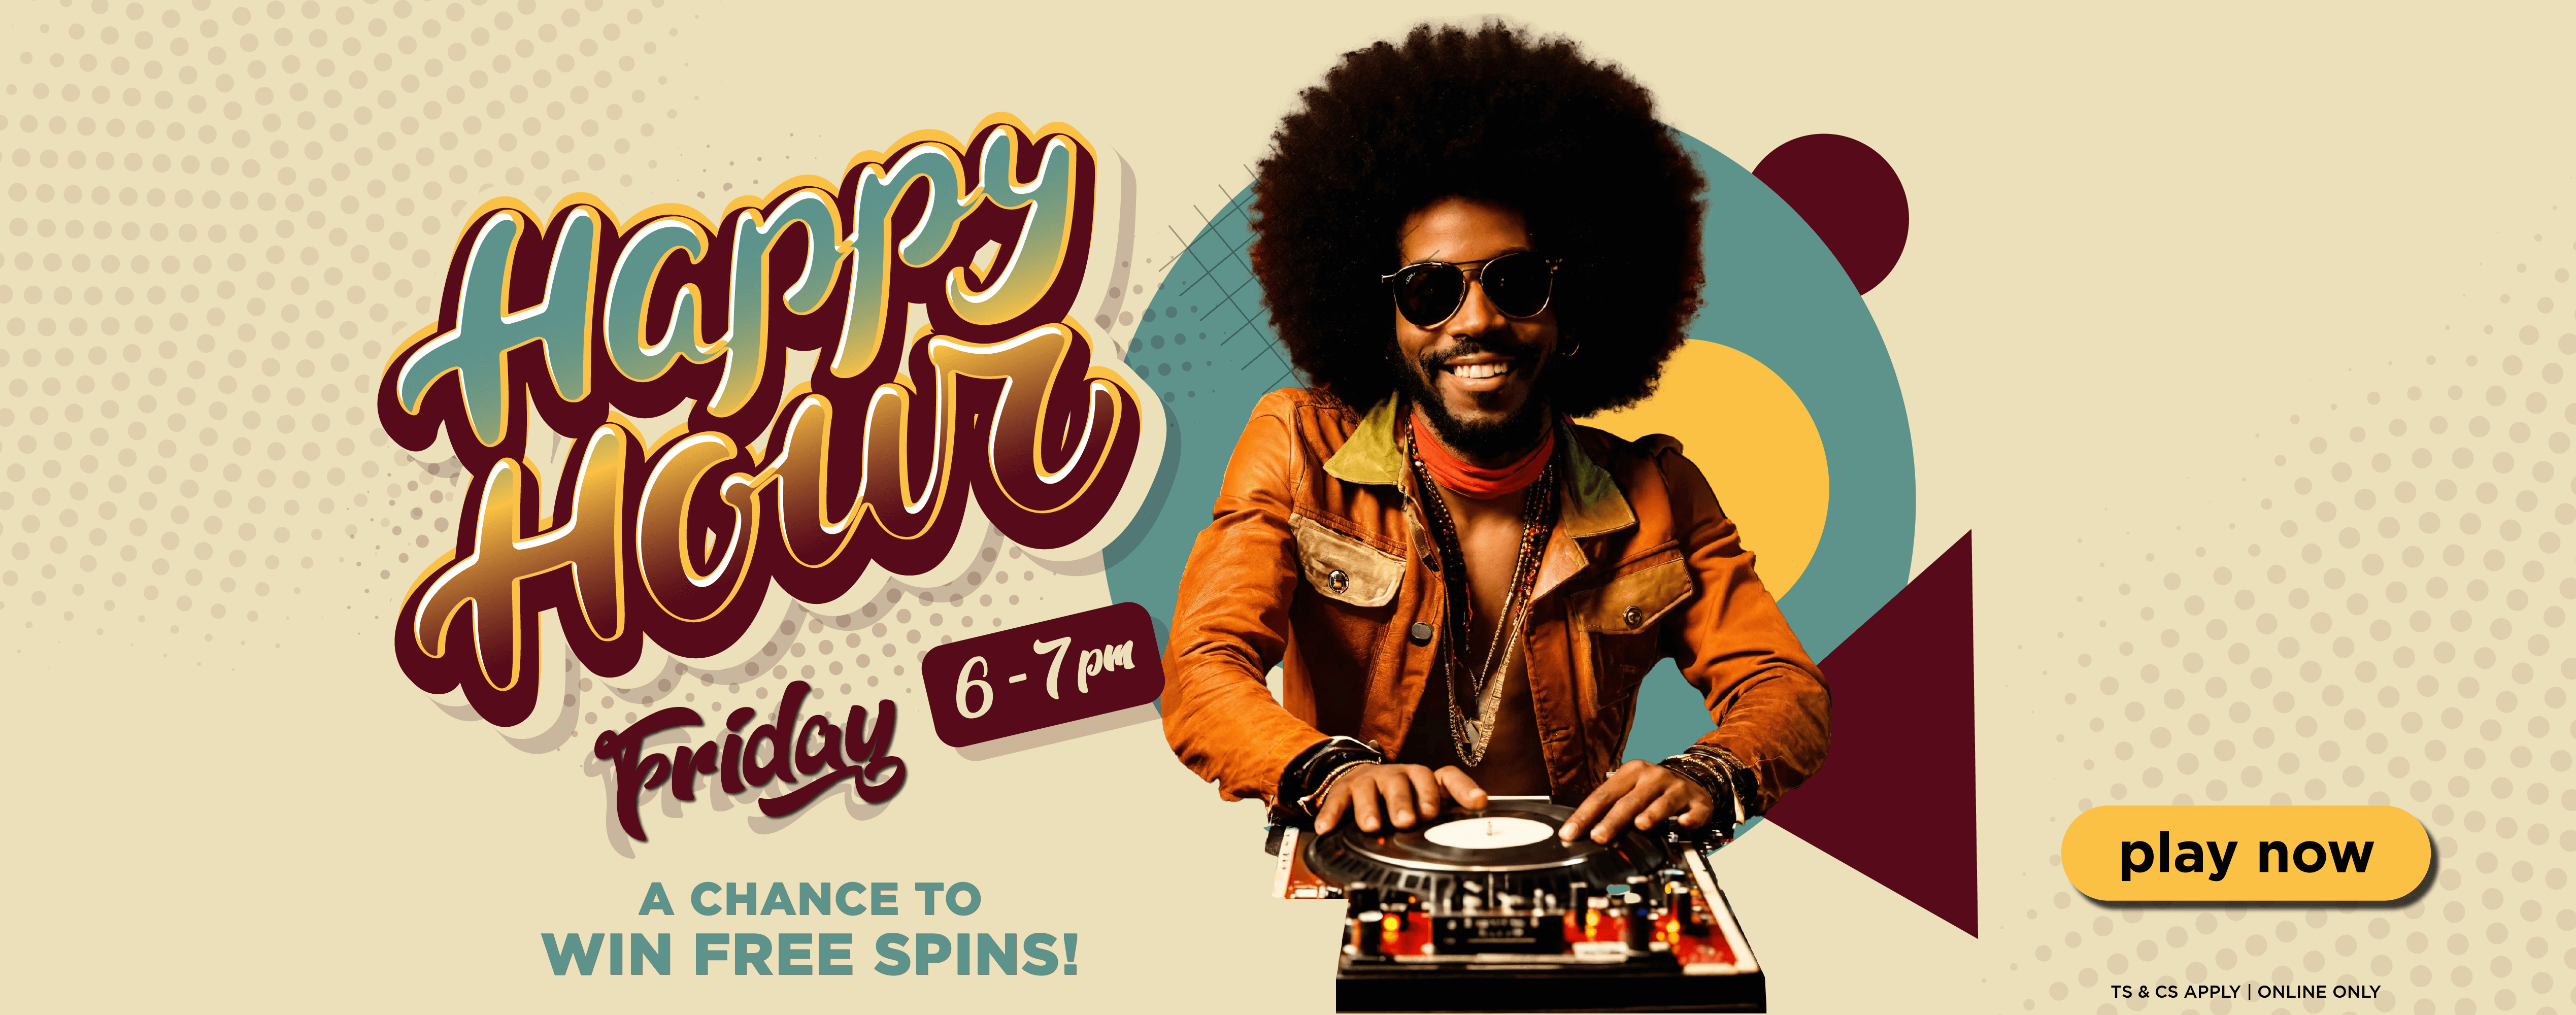 Happy
Hour
Friday
6 - 7 pm
A CHANCE TO
WIN FREE SPINS!
play now
TS & CS APPLY | ONLINE ONLY